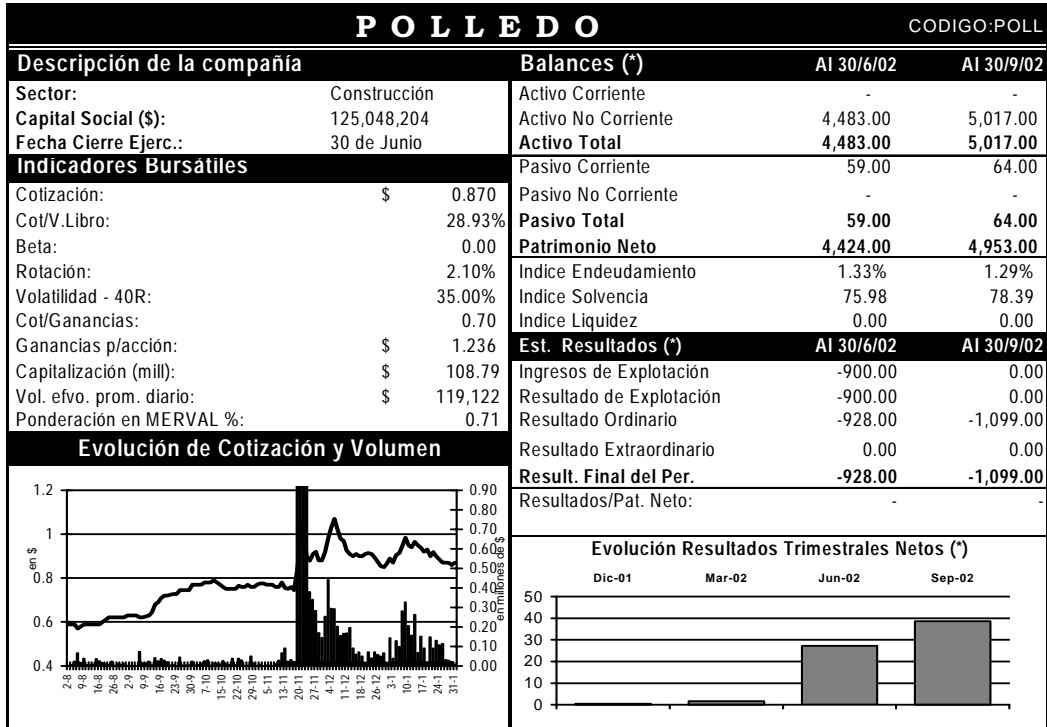 POLLEDO CODIGO:POLL
Descripción de la compañía
Sector: Construcción
Capital Social ($): 125,048,204
Fecha Cierre Ejerc.: 30 de Junio
Indicadores Bursátiles
Cotización: $ 0.870
Cot/V.Libro: 28.93%
Beta: 0.00
Rotación: 2.10%
Volatilidad - 40R: 35.00%
Cot/Ganancias: 0.70
Ganancias p/acción: $ 1.236
Capitalización (mill): $ 108.79
Vol. efvo. prom. diario: $ 119,122
Ponderación en MERVAL %: 0.71
Evolución de Cotización y Volumen
1.2
1
0.8
0.6
0.4
en $
0.90
0.80
0.70
0.60
0.50
0.40
0.30
0.20
0.10
0.00
en millones de $
2-8 9-8 16-8 26-8 2-9 9-9 16-9 23-9 30-9 7-10 15-10 22-10 29-10 5-11 13-11 20-11 27-11 4-12 11-12 18-12 26-12 3-1 10-1 17-1 24-1 31-1
Balances (*) Al 30/6/02 Al 30/9/02
Activo Corriente - -
Activo No Corriente 4,483.00 5,017.00
Activo Total 4,483.00 5,017.00
Pasivo Corriente 59.00 64.00
Pasivo No Corriente - -
Pasivo Total 59.00 64.00
Patrimonio Neto 4,424.00 4,953.00
Indice Endeudamiento 1.33% 1.29%
Indice Solvencia 75.98 78.39
Indice Liquidez 0.00 0.00
Est. Resultados (*) Al 30/6/02 Al 30/9/02
Ingresos de Explotación -900.00 0.00
Resultado de Explotación -900.00 0.00
Resultado Ordinario -928.00 -1,099.00
Resultado Extraordinario 0.00 0.00
Result. Final del Per. -928.00 -1,099.00
Resultados/Pat. Neto: - -
Evolución Resultados Trimestrales Netos (*)
Dic-01 Mar-02 Jun-02 Sep-02
50
40
30
20
10
0